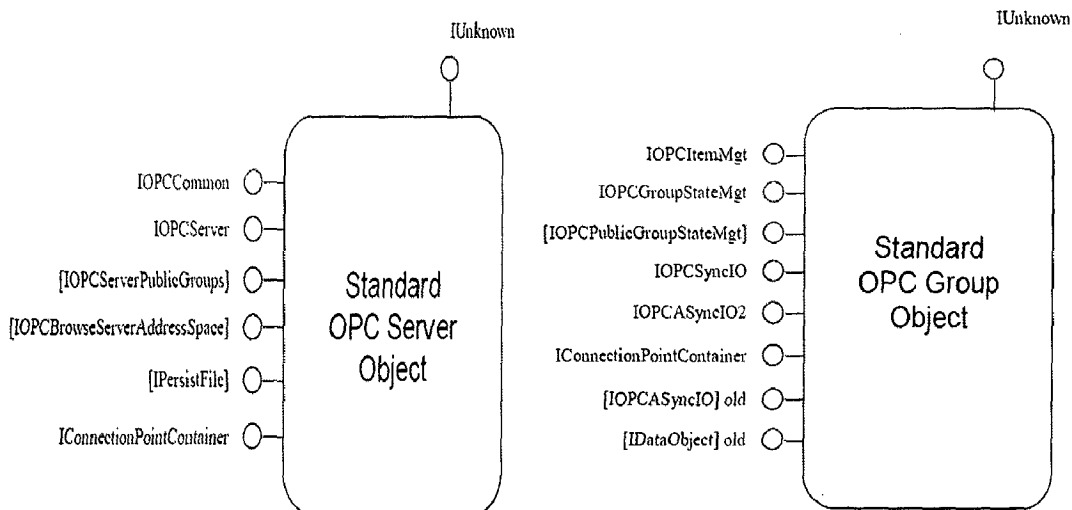 IUnknown
IOPCCommon
IOPCServer
[IOPCServerPublicGroups]
[IOPCBrowseServerAddressSpace]
[IPersistFile]
IConnectionPointContainer
Standard
OPC Server
Object
IUnknown
IOPCItemMgt
IOPCGroupStateMgt
[IOPCPublicGroupStateMgt]
IOPCSyncIO
IOPCASyncIO2
IConnectionPointContainer
[IOPCASyncIO] old
[IDataObject] old
Standard
OPC Group
Object